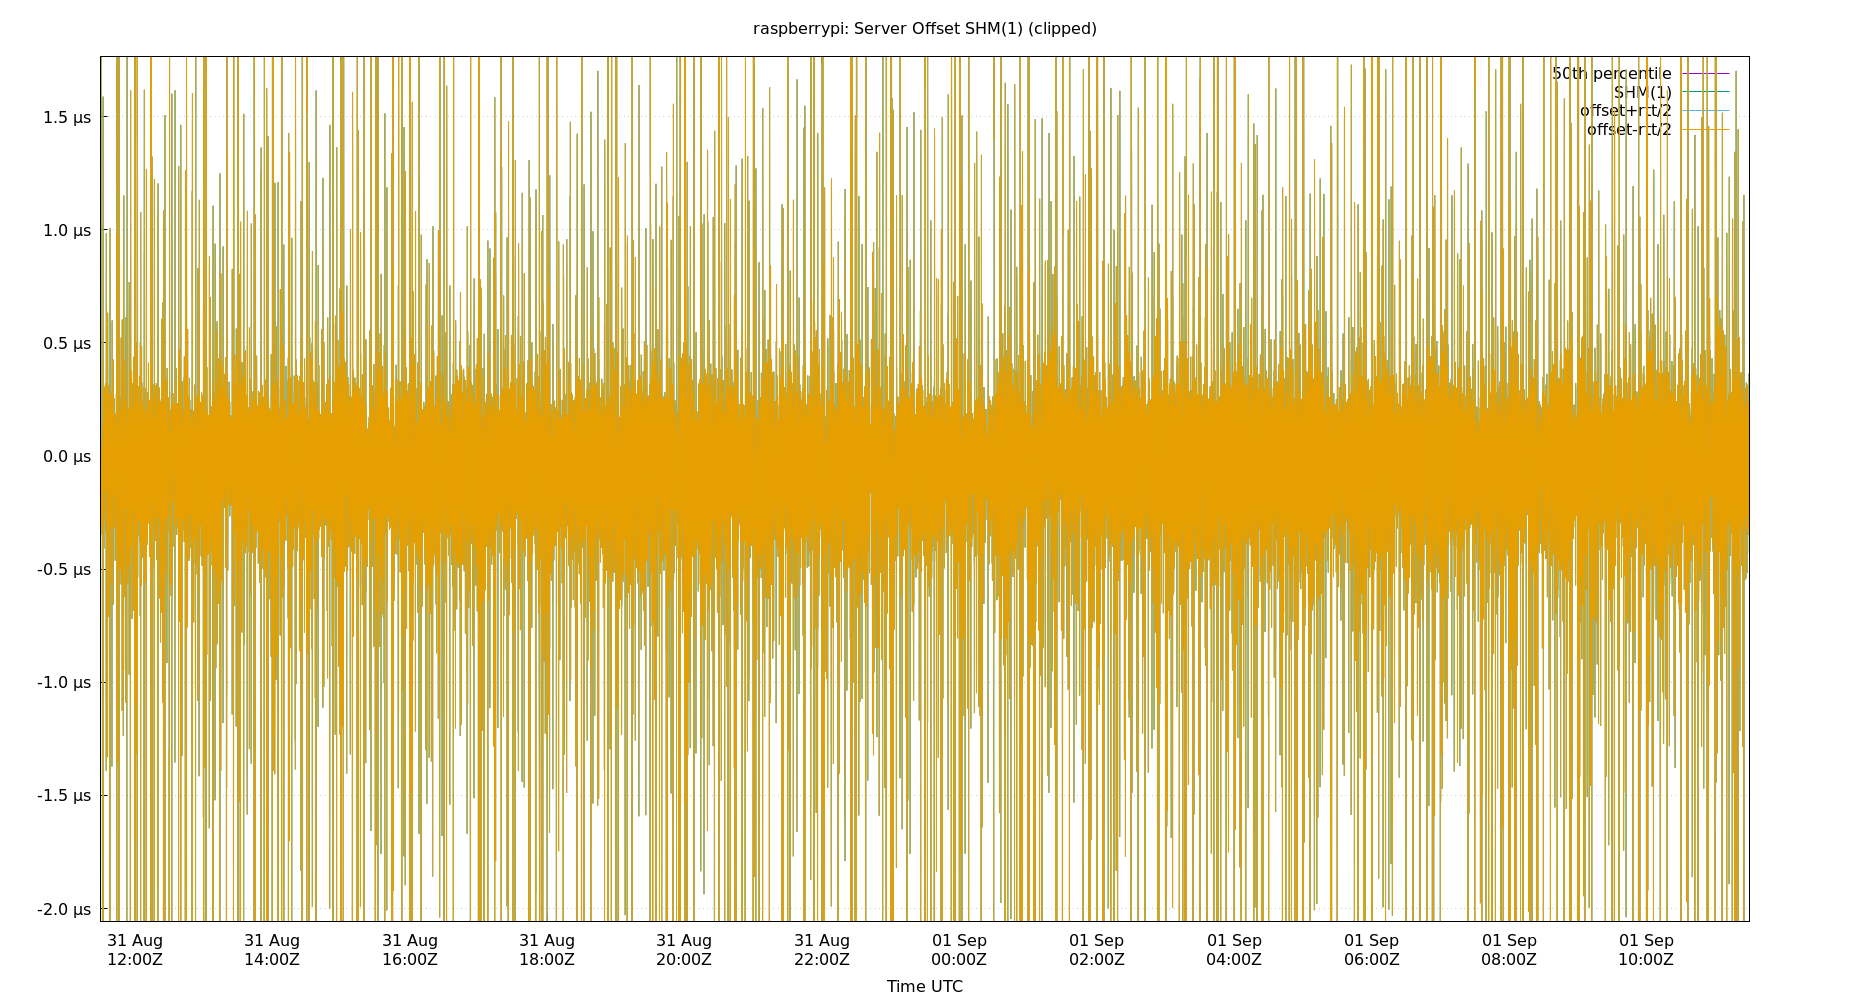 raspberrypi: Server Offset SHM(1) (clipped)
50th percentile
SHM(1)
offset+rtt/2
offset-rtt/2
1.5 µs
1.0 µs
0.5 µs
0.0 µs
-0.5 µs
-1.0 µs
-1.5 µs
-2.0 µs
31 Aug 31 Aug 31 Aug 31 Aug 31 Aug 31 Aug 01 Sep 01 Sep 01 Sep 01 Sep 01 Sep 01 Sep
12:00Z 14:00Z 16:00Z 18:00Z 20:00Z 22:00Z 00:00Z 02:00Z 04:00Z 06:00Z 08:00Z 10:00Z
Time UTC